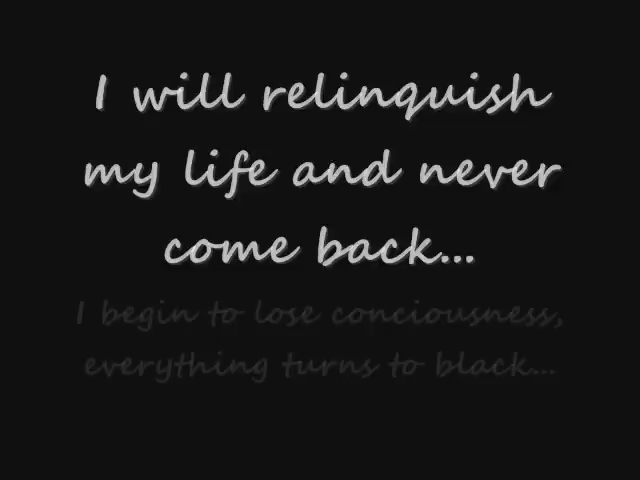 I will relinquish
my life and never
come back...
I begin to lose conciousness,
everything turns to black...